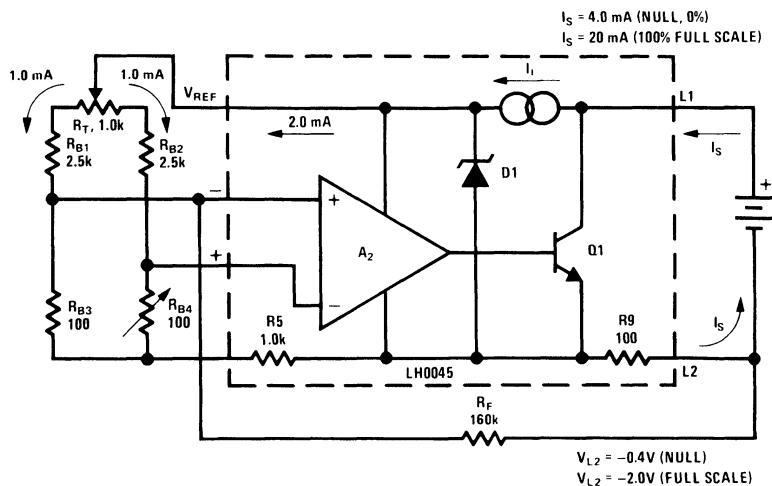 I_S = 4.0 mA (NULL, 0%)
I_S = 20 mA (100% FULL SCALE)
1.0 mA
1.0 mA
V_REF
I_I
L1
R_T, 1.0k
2.0 mA
R_B1
2.5k
R_B2
2.5k
I_S
D1
−
+
+
A_2
Q1
+
−
R_B3
100
R_B4
100
R5
1.0k
R9
100
I_S
LH0045
L2
R_F
160k
V_L2 = −0.4V (NULL)
V_L2 = −2.0V (FULL SCALE)